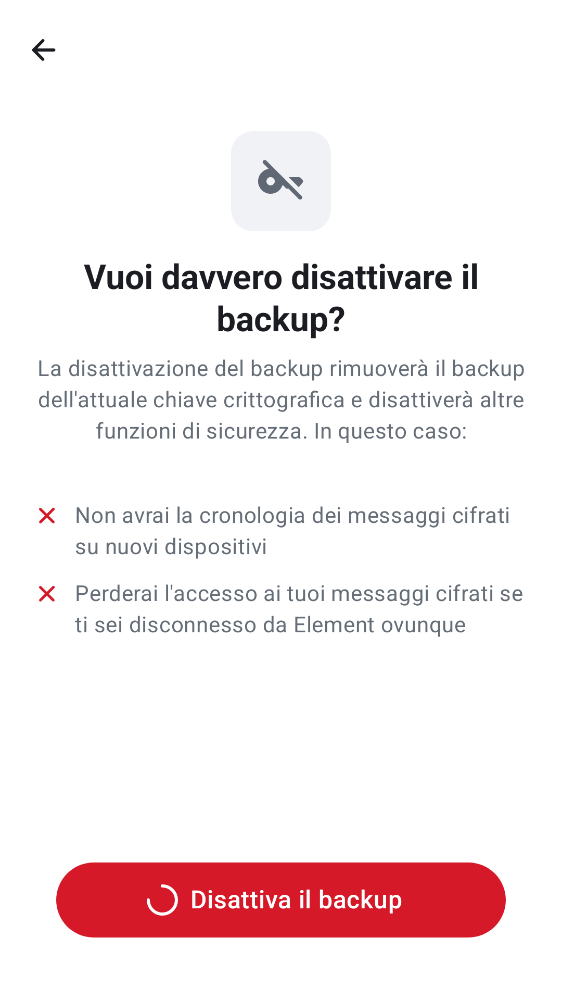 Vuoi davvero disattivare il
backup?
La disattivazione del backup rimuoverà il backup
dell'attuale chiave crittografica e disattiverà altre
funzioni di sicurezza. In questo caso:
Non avrai la cronologia dei messaggi cifrati
su nuovi dispositivi
Perderai l'accesso ai tuoi messaggi cifrati se
ti sei disconnesso da Element ovunque
Disattiva il backup